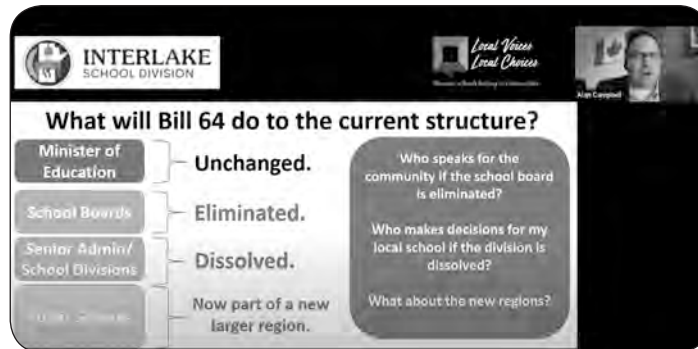 INTERLAKE
SCHOOL DIVISION
Local Voices
Local Choices
Alan Campbell
What will Bill 64 do to the current structure?
Minister of
Education
Unchanged.
School Boards
Eliminated.
Senior Admin/
School Divisions
Dissolved.
Now part of a new
larger region.
Who speaks for the
community if the school board
is eliminated?
Who makes decisions for my
local school if the division is
dissolved?
What about the new regions?